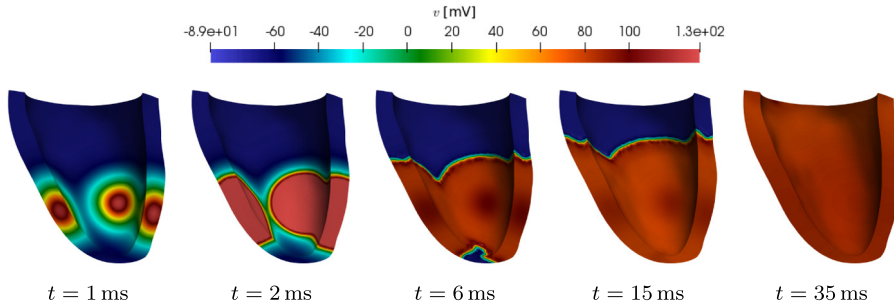 v [mV]
-8.9e+01 -60 -40 -20 0 20 40 60 80 100 1.3e+02
t = 1 ms t = 2 ms t = 6 ms t = 15 ms t = 35 ms